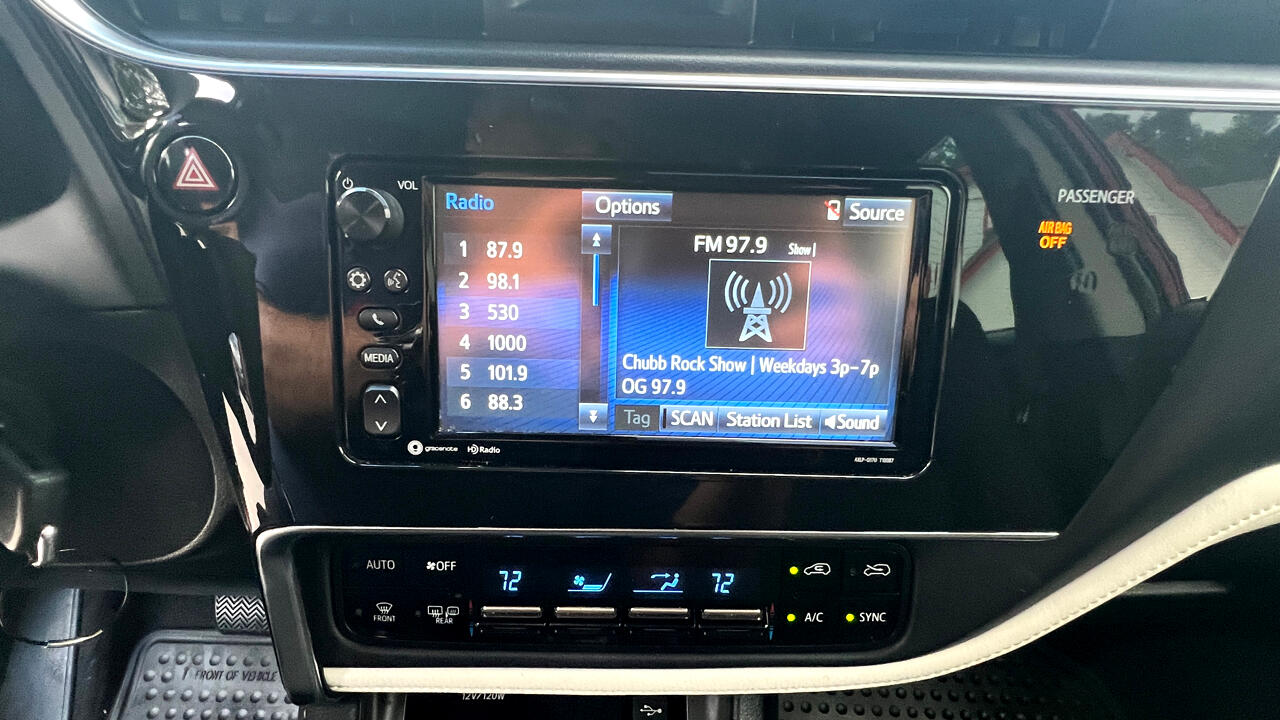 VOL
Radio
Options
Source
1 87.9
2 98.1
3 530
4 1000
5 101.9
6 88.3
FM 97.9 Show
Chubb Rock Show | Weekdays 3p-7p
OG 97.9
Tag SCAN Station List Sound
MEDIA
gracenote HD Radio
PASSENGER
AIR BAG
OFF
AUTO OFF 72 72
FRONT REAR A/C SYNC
FRONT OF VEHICLE
12V/120W